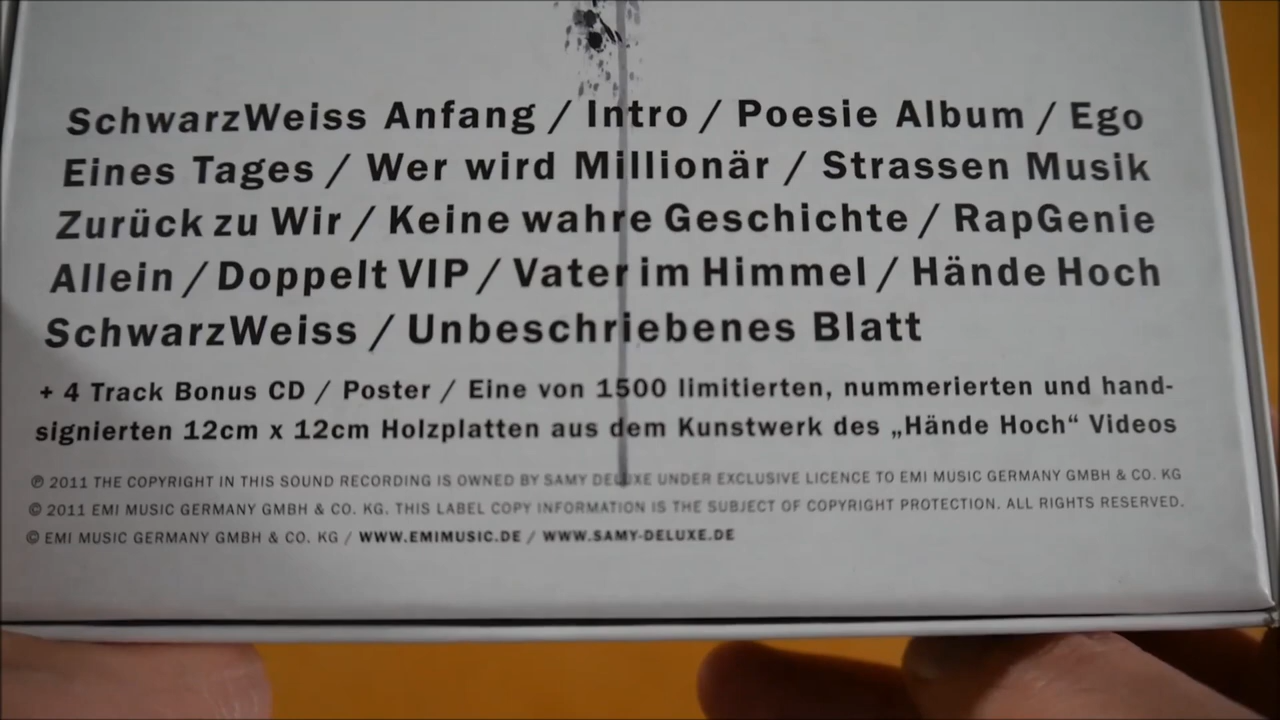 SchwarzWeiss Anfang / Intro / Poesie Album / Ego
Eines Tages / Wer wird Millionär / Strassen Musik
Zurück zu Wir / Keine wahre Geschichte / RapGenie
Allein / Doppelt VIP / Vater im Himmel / Hände Hoch
SchwarzWeiss / Unbeschriebenes Blatt
+ 4 Track Bonus CD / Poster / Eine von 1500 limitierten, nummerierten und hand-
signierten 12cm x 12cm Holzplatten aus dem Kunstwerk des „Hände Hoch“ Videos
℗ 2011 THE COPYRIGHT IN THIS SOUND RECORDING IS OWNED BY SAMY DELUXE UNDER EXCLUSIVE LICENCE TO EMI MUSIC GERMANY GMBH & CO. KG
© 2011 EMI MUSIC GERMANY GMBH & CO. KG. THIS LABEL COPY INFORMATION IS THE SUBJECT OF COPYRIGHT PROTECTION. ALL RIGHTS RESERVED.
© EMI MUSIC GERMANY GMBH & CO. KG / WWW.EMIMUSIC.DE / WWW.SAMY-DELUXE.DE